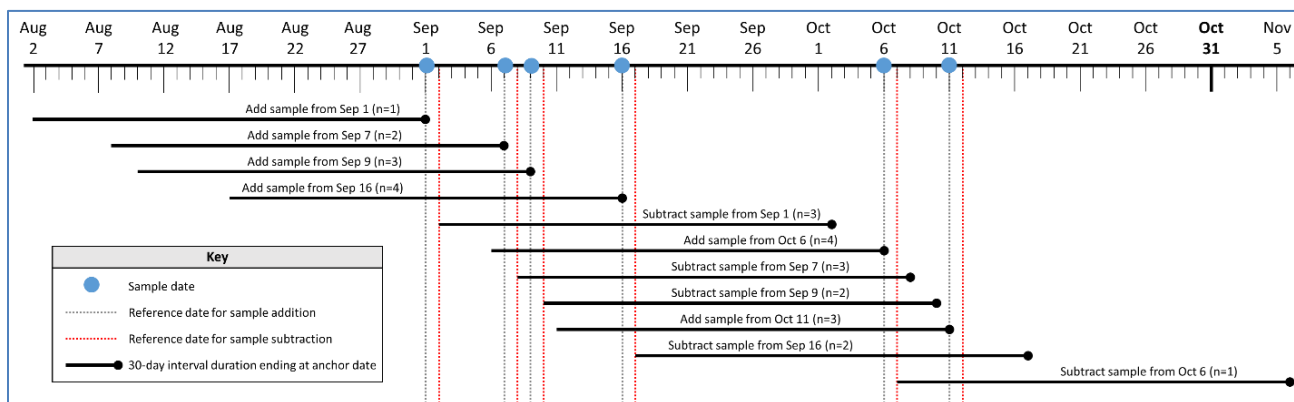 Aug Aug Aug Aug Aug Aug Sep Sep Sep Sep Sep Sep Oct Oct Oct Oct Oct Oct Oct Nov
2 7 12 17 22 27 1 6 11 16 21 26 1 6 11 16 21 26 31 5
Add sample from Sep 1 (n=1)
Add sample from Sep 7 (n=2)
Add sample from Sep 9 (n=3)
Add sample from Sep 16 (n=4)
Subtract sample from Sep 1 (n=3)
Add sample from Oct 6 (n=4)
Subtract sample from Sep 7 (n=3)
Subtract sample from Sep 9 (n=2)
Add sample from Oct 11 (n=3)
Subtract sample from Sep 16 (n=2)
Subtract sample from Oct 6 (n=1)
Key
Sample date
Reference date for sample addition
Reference date for sample subtraction
30-day interval duration ending at anchor date